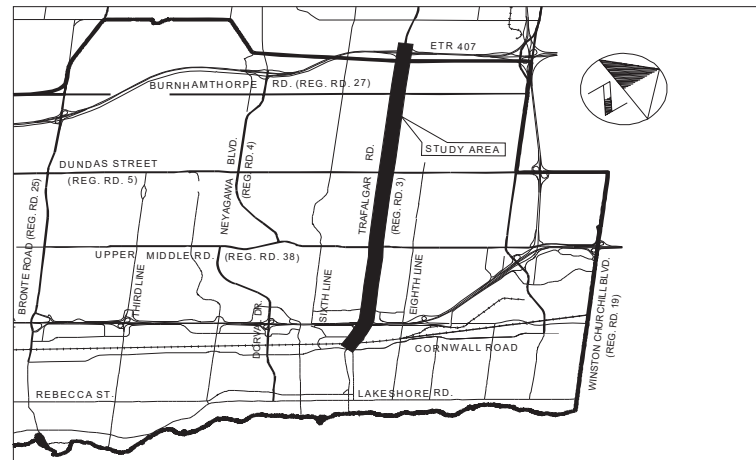 ETR 407
BURNHAMTHORPE RD. (REG. RD. 27)
STUDY AREA
DUNDAS STREET
(REG. RD. 5)
NEYAGAWA BLVD.
(REG. RD. 4)
TRAFALGAR RD.
(REG. RD. 3)
BRONTE ROAD (REG. RD. 25)
UPPER MIDDLE RD. (REG. RD. 38)
THIRD LINE
SIXTH LINE
EIGHTH LINE
DORVAL DR.
WINSTON CHURCHILL BLVD.
(REG. RD. 19)
CORNWALL ROAD
REBECCA ST.
LAKESHORE RD.